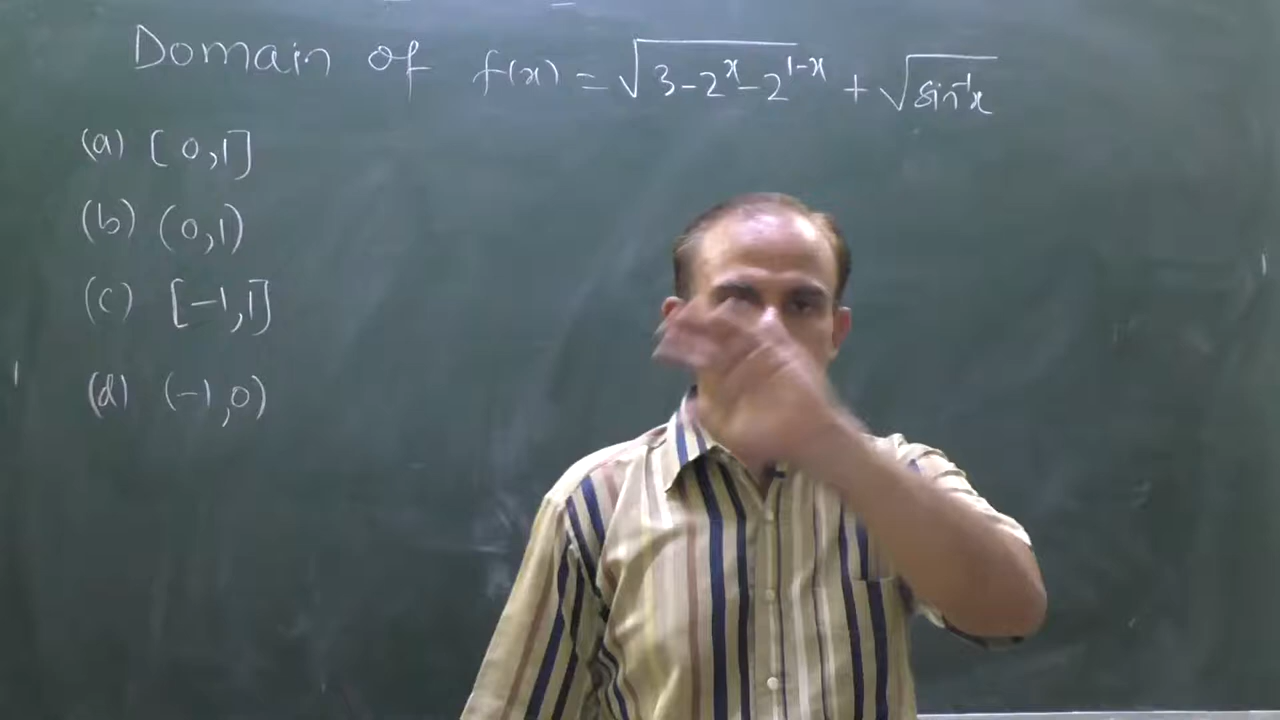 Domain of f(x) = √(3-2^x-2^(1-x)) + √(sin⁻¹x)
(a) [0,1]
(b) (0,1)
(c) [-1,1]
(d) (-1,0)